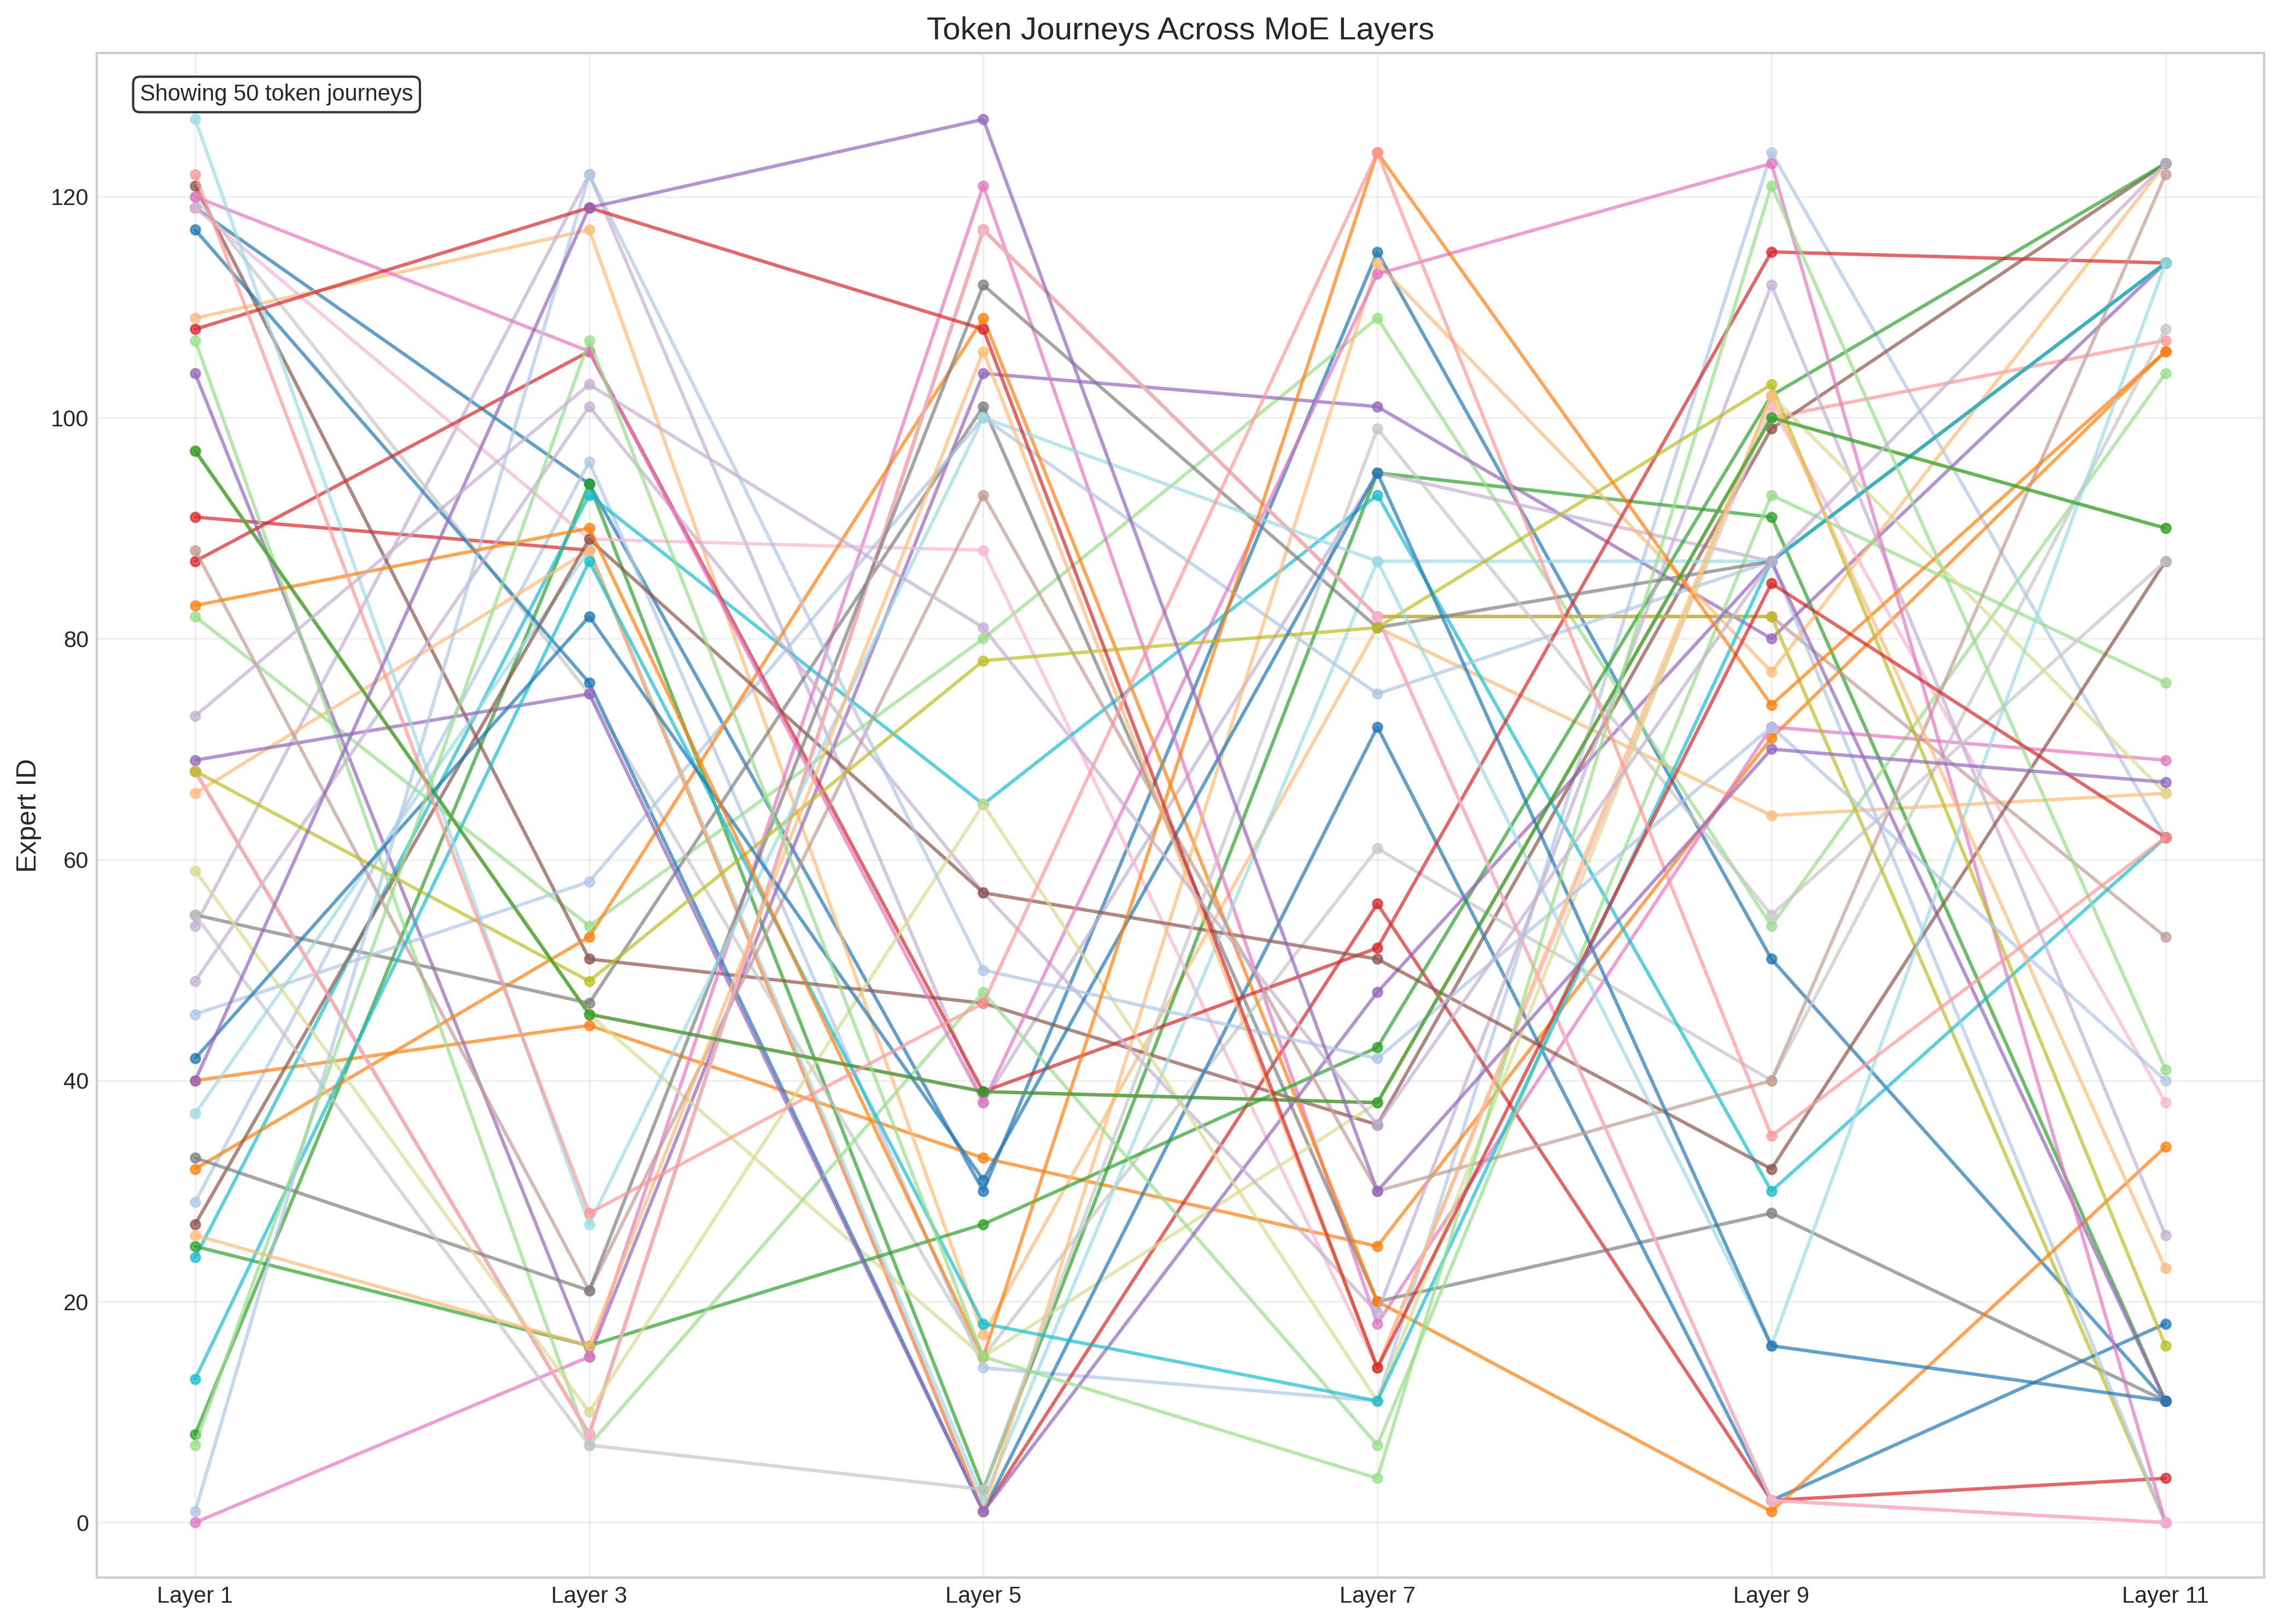 Token Journeys Across MoE Layers
Showing 50 token journeys
Expert ID
120
100
80
60
40
20
0
Layer 1
Layer 3
Layer 5
Layer 7
Layer 9
Layer 11